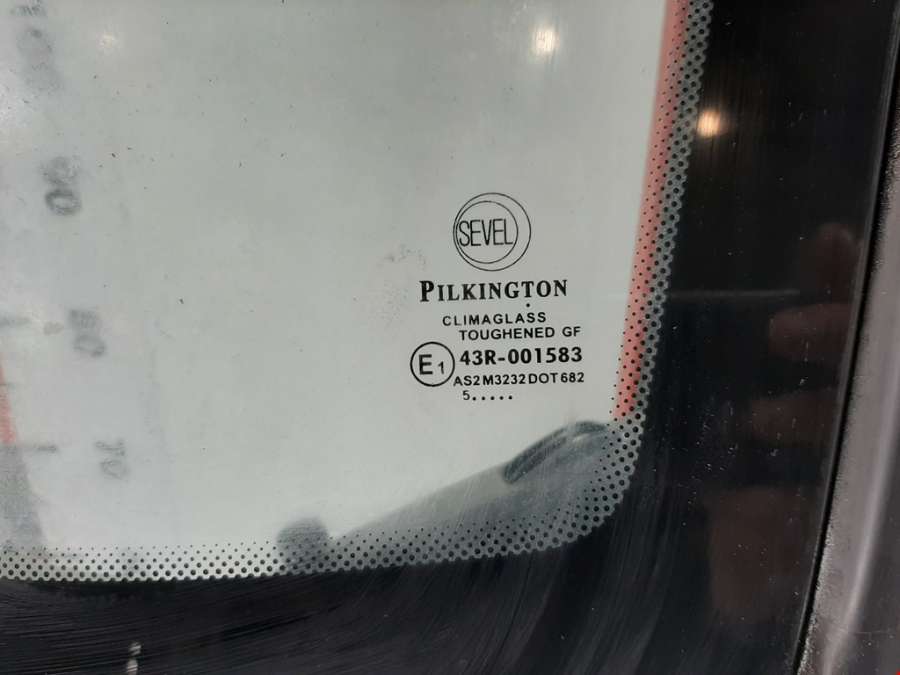 SEVEL
PILKINGTON
CLIMAGLASS
TOUGHENED GF
E1 43R-001583
AS2 M3232 DOT 682
5.....